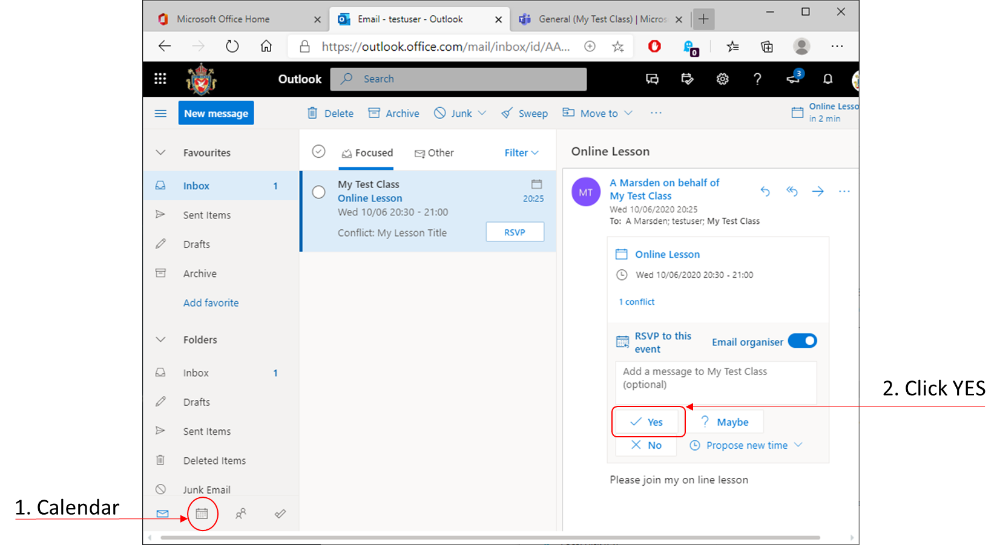 Microsoft Office Home
Email - testuser - Outlook
General (My Test Class) | Micros
https://outlook.office.com/mail/inbox/id/AA...
0
Outlook
Search
3
New message
Delete
Archive
Junk
Sweep
Move to
Online Lesso
in 2 min
Favourites
Inbox 1
Sent Items
Drafts
Archive
Add favorite
Folders
Inbox 1
Drafts
Sent Items
Deleted Items
Junk Email
Focused
Other
Filter
My Test Class
Online Lesson
20:25
Wed 10/06 20:30 - 21:00
Conflict: My Lesson Title
RSVP
Online Lesson
MT
A Marsden on behalf of
My Test Class
Wed 10/06/2020 20:25
To: A Marsden; testuser; My Test Class
Online Lesson
Wed 10/06/2020 20:30 - 21:00
1 conflict
RSVP to this
event
Email organiser
Add a message to My Test Class
(optional)
Yes
Maybe
No
Propose new time
Please join my on line lesson
1. Calendar
2. Click YES